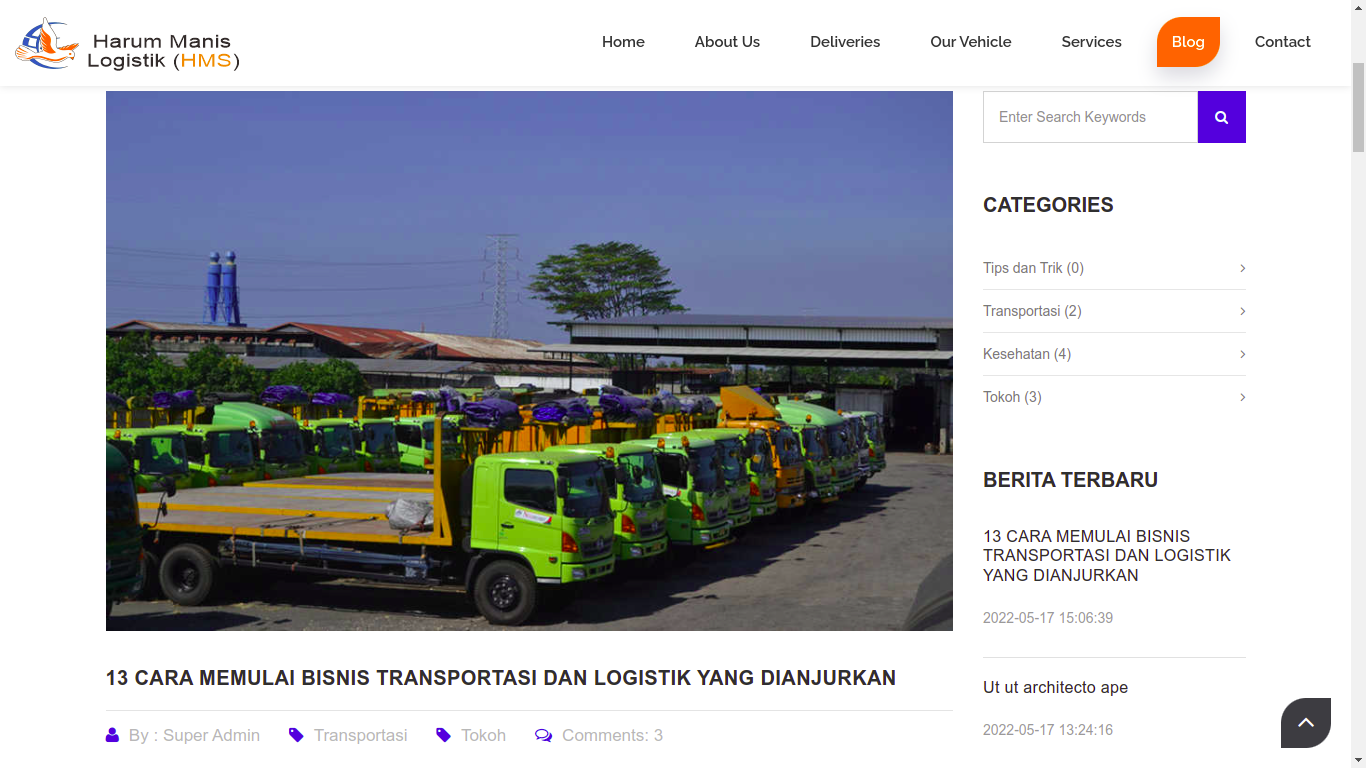 Harum Manis
Logistik (HMS)
Home
About Us
Deliveries
Our Vehicle
Services
Blog
Contact
Enter Search Keywords
CATEGORIES
Tips dan Trik (0)
Transportasi (2)
Kesehatan (4)
Tokoh (3)
BERITA TERBARU
13 CARA MEMULAI BISNIS
TRANSPORTASI DAN LOGISTIK
YANG DIANJURKAN
2022-05-17 15:06:39
Ut ut architecto ape
2022-05-17 13:24:16
13 CARA MEMULAI BISNIS TRANSPORTASI DAN LOGISTIK YANG DIANJURKAN
By : Super Admin
Transportasi
Tokoh
Comments: 3